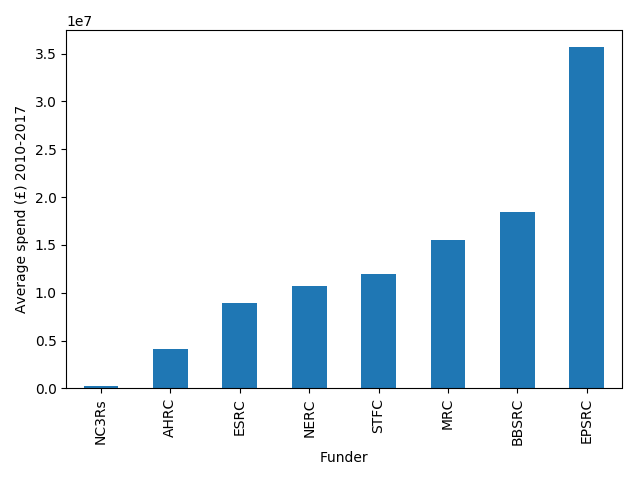 1e7
3.5
3.0
2.5
2.0
1.5
1.0
0.5
0.0
Average spend (£) 2010-2017
NC3Rs
AHRC
ESRC
NERC
STFC
MRC
BBSRC
EPSRC
Funder